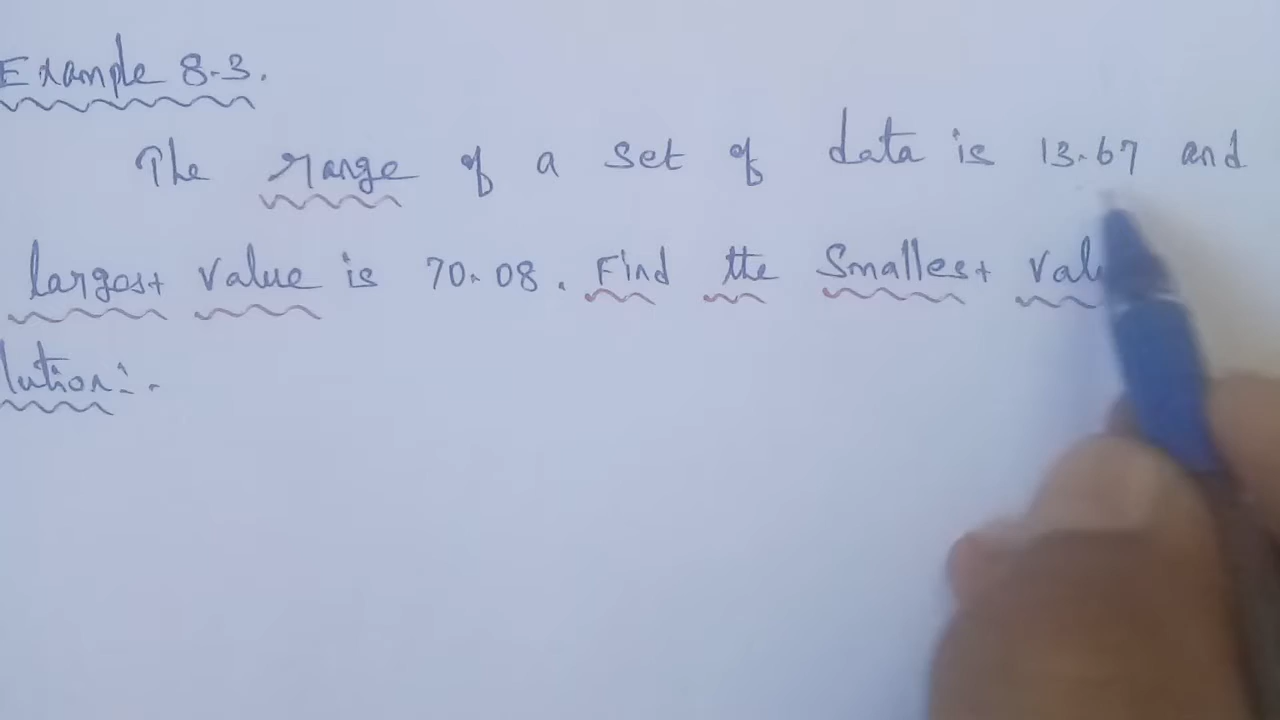 Example 8.3.
The range of a set of data is 13.67 and
largest value is 70.08. Find the Smallest val
lution:-